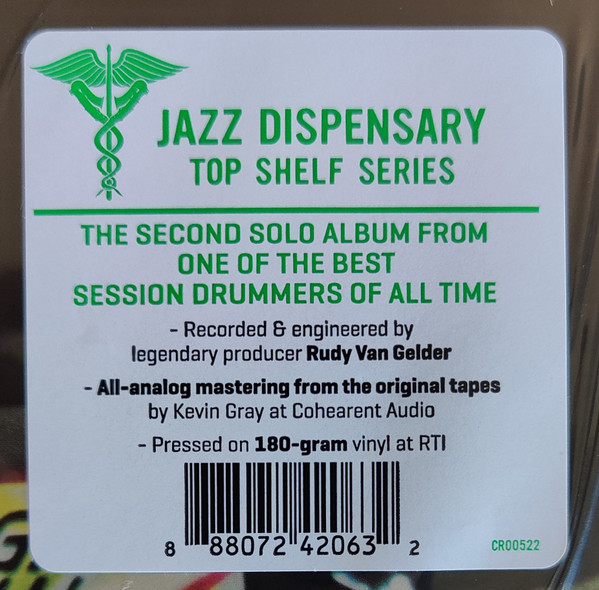 JAZZ DISPENSARY
TOP SHELF SERIES
THE SECOND SOLO ALBUM FROM
ONE OF THE BEST
SESSION DRUMMERS OF ALL TIME
- Recorded & engineered by
legendary producer Rudy Van Gelder
- All-analog mastering from the original tapes
by Kevin Gray at Cohearent Audio
- Pressed on 180-gram vinyl at RTI
8 88072 42063 2
CR00522